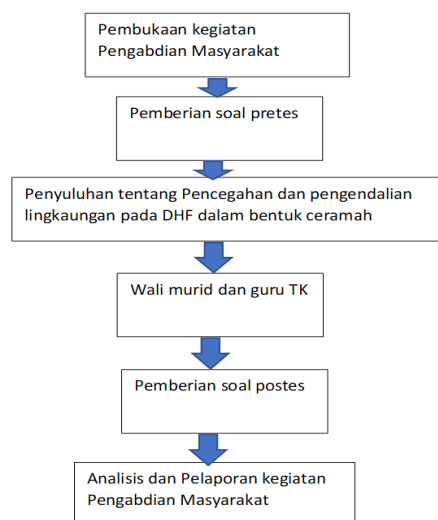 Pembukaan kegiatan
Pengabdian Masyarakat
Pemberian soal pretes
Penyuluhan tentang Pencegahan dan pengendalian
lingkaungan pada DHF dalam bentuk ceramah
Wali murid dan guru TK
Pemberian soal postes
Analisis dan Pelaporan kegiatan
Pengabdian Masyarakat